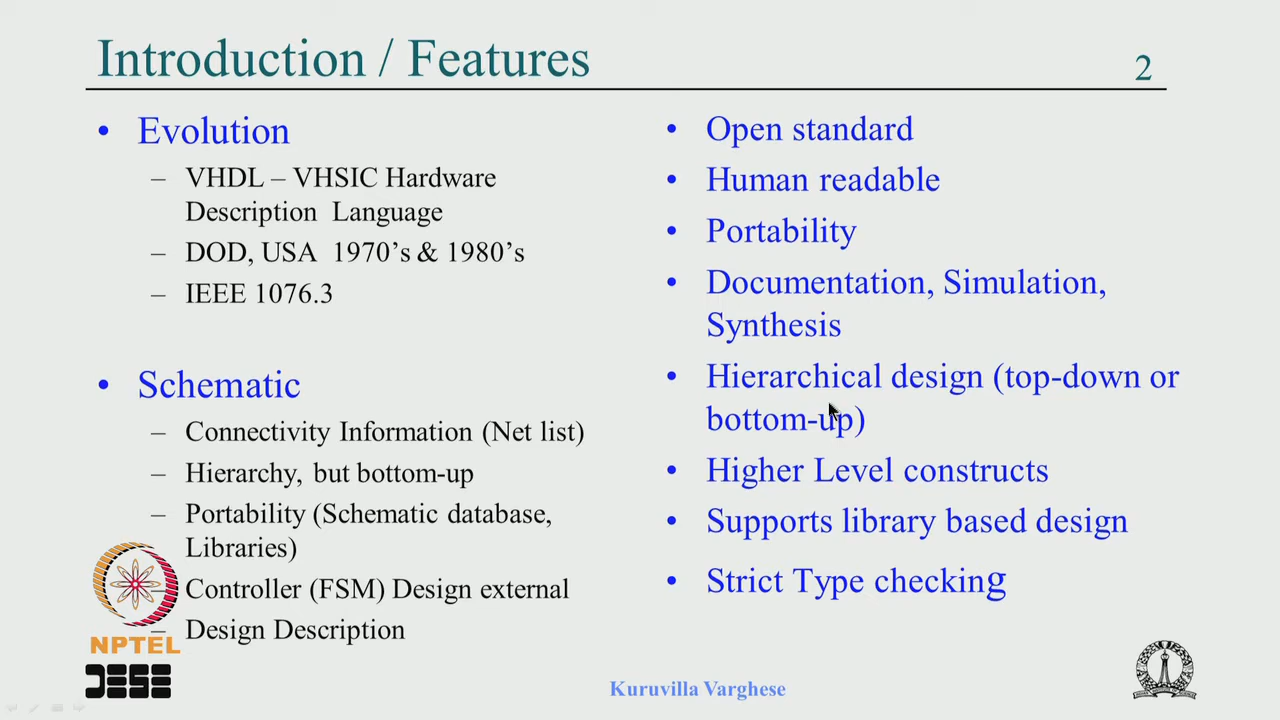 Introduction / Features
2
• Evolution
– VHDL – VHSIC Hardware
Description Language
– DOD, USA 1970’s & 1980’s
– IEEE 1076.3
• Schematic
– Connectivity Information (Net list)
– Hierarchy, but bottom-up
– Portability (Schematic database,
Libraries)
– Controller (FSM) Design external
– Design Description
• Open standard
• Human readable
• Portability
• Documentation, Simulation,
Synthesis
• Hierarchical design (top-down or
bottom-up)
• Higher Level constructs
• Supports library based design
• Strict Type checking
NPTEL
DESE
Kuruvilla Varghese